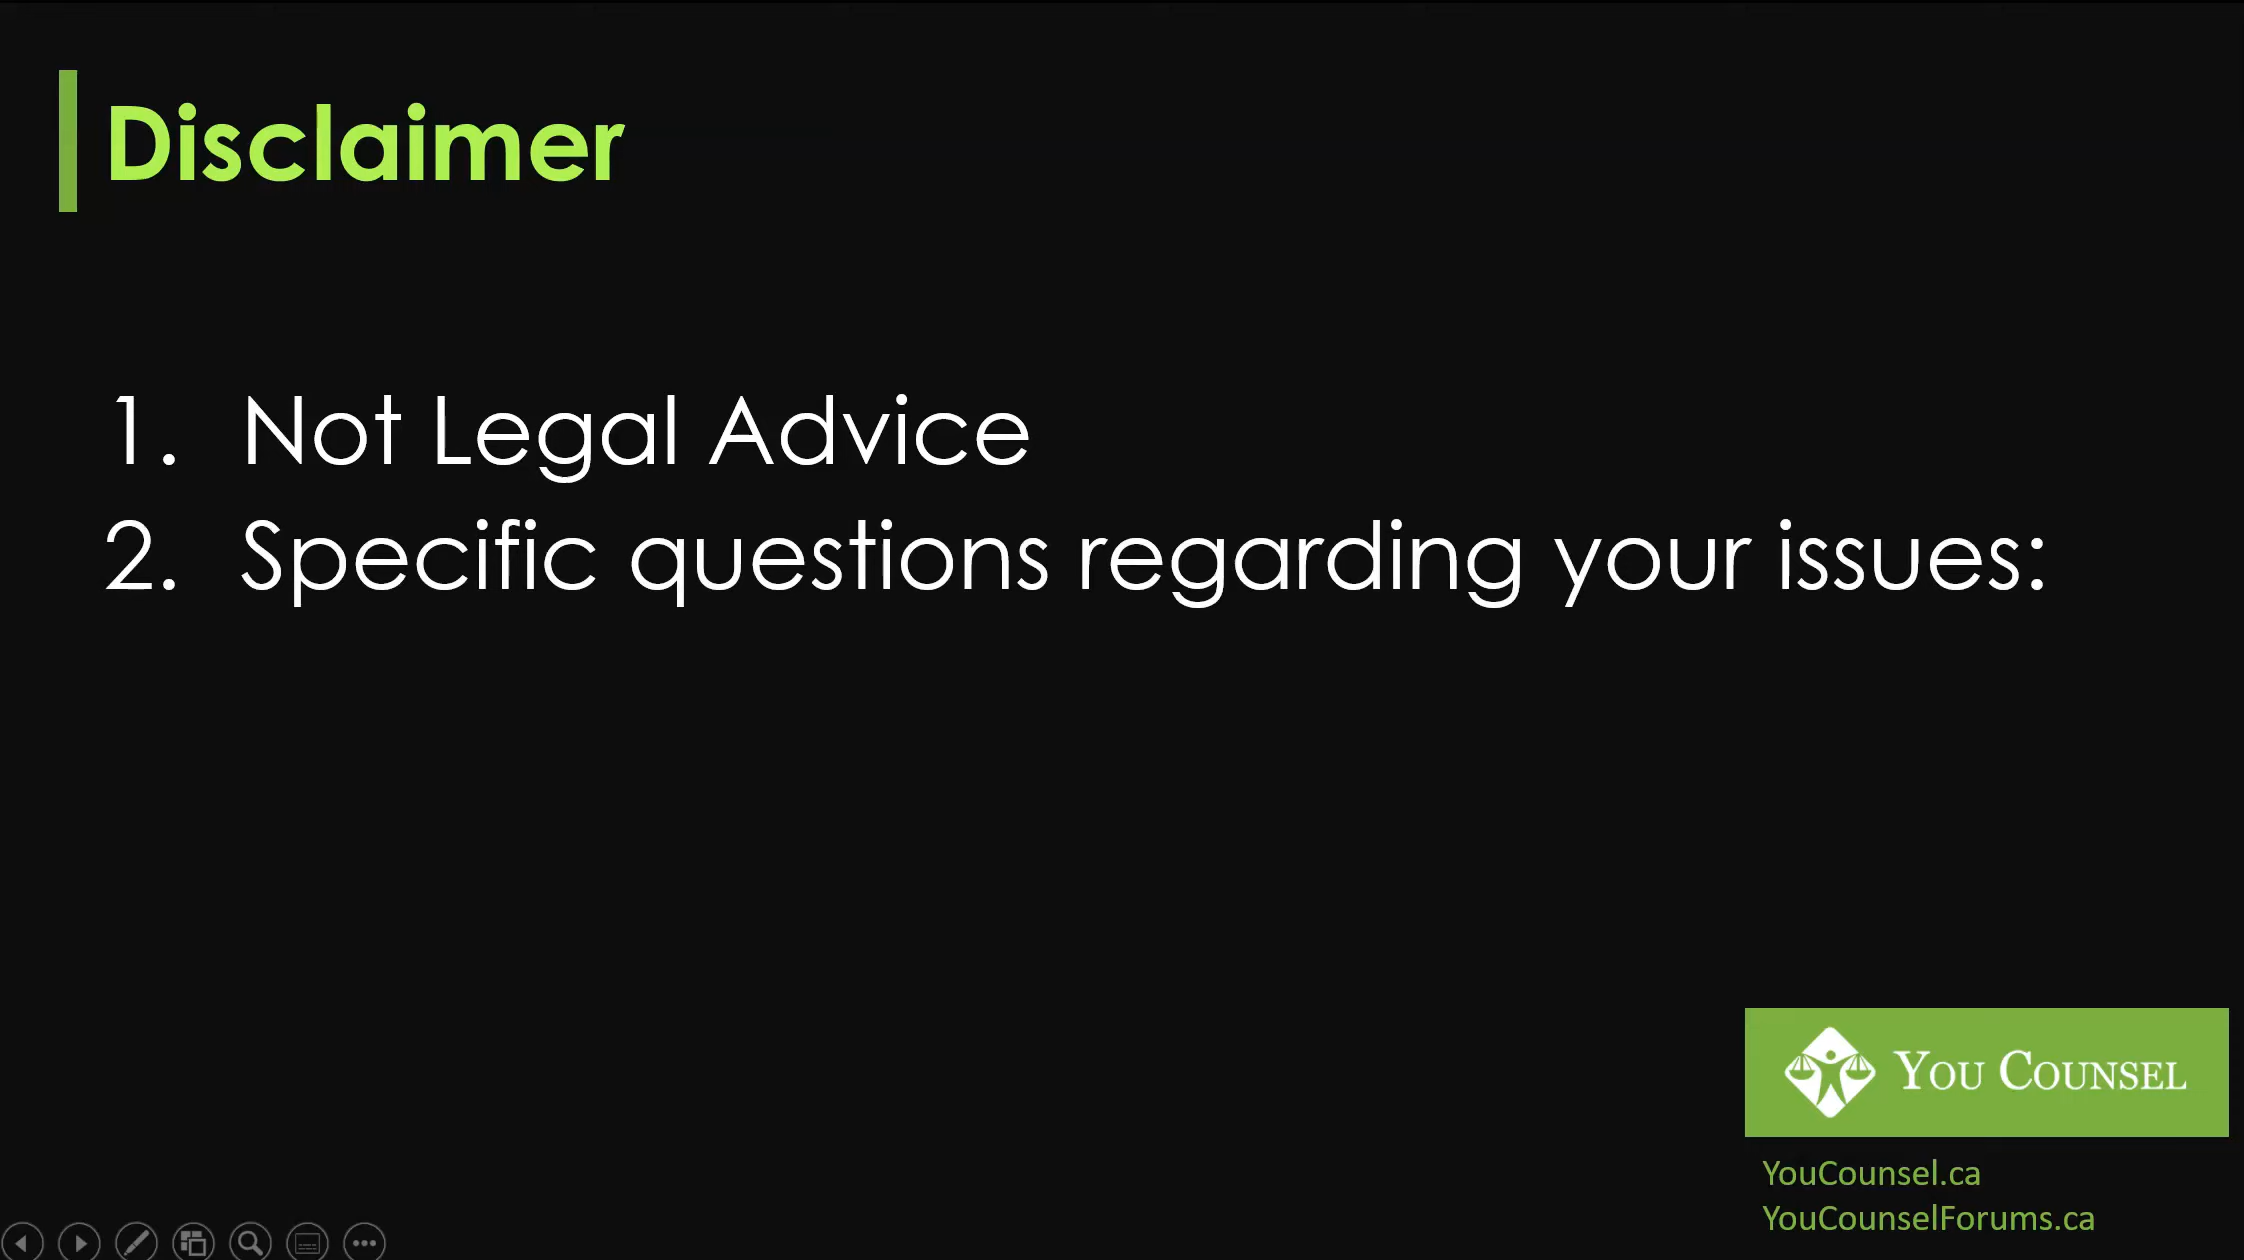 Disclaimer
1. Not Legal Advice
2. Specific questions regarding your issues:
YOU COUNSEL
YouCounsel.ca
YouCounselForums.ca